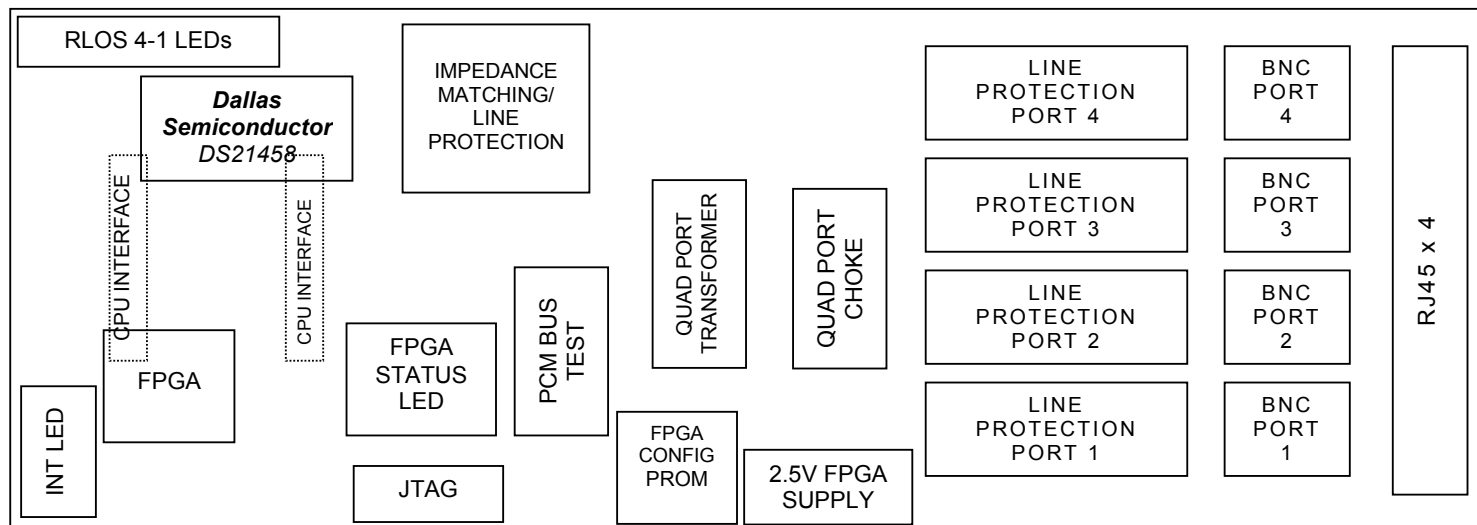 RLOS 4-1 LEDs
Dallas
Semiconductor
DS21458
CPU INTERFACE
CPU INTERFACE
FPGA
INT LED
IMPEDANCE
MATCHING/
LINE
PROTECTION
FPGA
STATUS
LED
JTAG
PCM BUS
TEST
QUAD PORT
TRANSFORMER
QUAD PORT
CHOKE
FPGA
CONFIG
PROM
2.5V FPGA
SUPPLY
LINE
PROTECTION
PORT 4
BNC
PORT
4
LINE
PROTECTION
PORT 3
BNC
PORT
3
LINE
PROTECTION
PORT 2
BNC
PORT
2
LINE
PROTECTION
PORT 1
BNC
PORT
1
RJ45 x 4